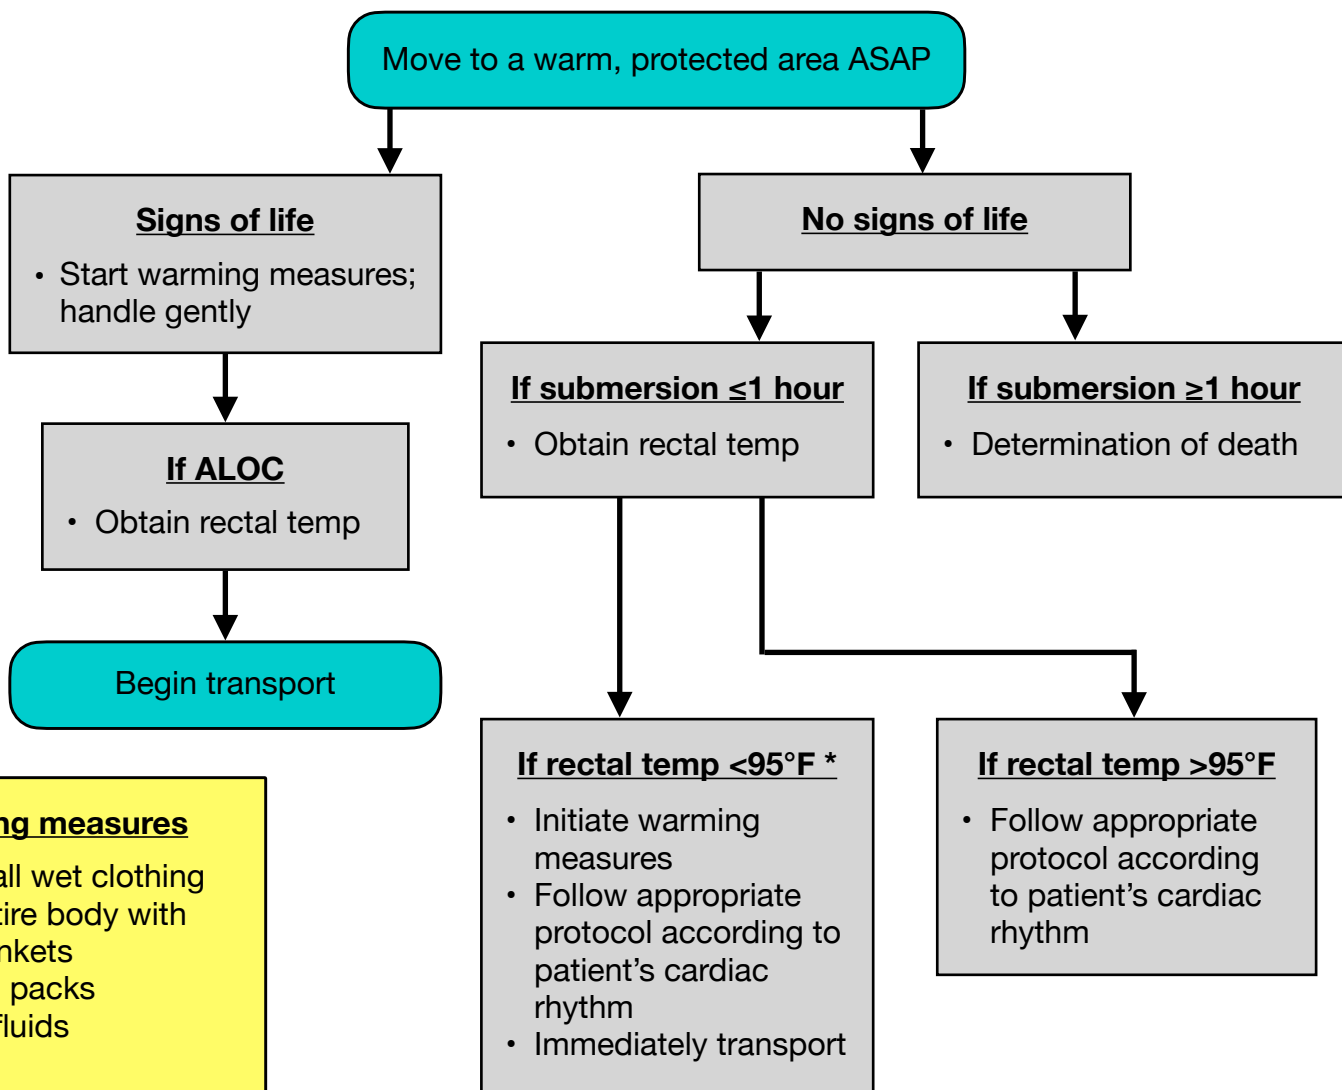 Move to a warm, protected area ASAP
Signs of life
• Start warming measures;
handle gently
If ALOC
• Obtain rectal temp
Begin transport
No signs of life
If submersion ≤1 hour
• Obtain rectal temp
If submersion ≥1 hour
• Determination of death
If rectal temp <95°F *
• Initiate warming
measures
• Follow appropriate
protocol according to
patient’s cardiac
rhythm
• Immediately transport
If rectal temp >95°F
• Follow appropriate
protocol according
to patient’s cardiac
rhythm
measures
all wet clothing
body with
packs
fluids